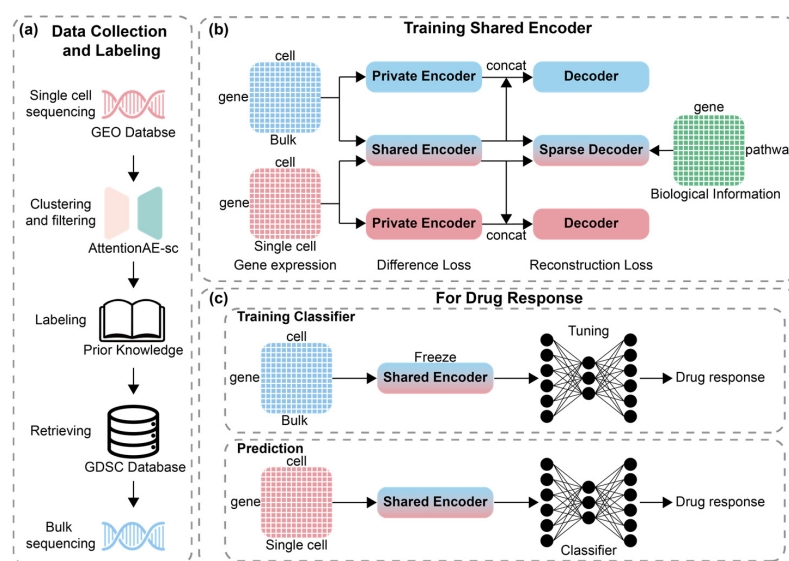 (a) Data Collection
and Labeling
Single cell
sequencing
GEO Databse
Clustering
and filtering
AttentionAE-sc
Labeling
Prior Knowledge
Retrieving
GDSC Database
Bulk
sequencing
(b) Training Shared Encoder
cell
gene
Bulk
cell
gene
Single cell
Gene expression
Private Encoder
Shared Encoder
Private Encoder
Difference Loss
concat
concat
Decoder
Sparse Decoder
Decoder
Reconstruction Loss
gene
pathwa
Biological Information
(c) For Drug Response
Training Classifier
cell
gene
Bulk
Freeze
Shared Encoder
Tuning
Drug response
Prediction
cell
gene
Single cell
Shared Encoder
Classifier
Drug response